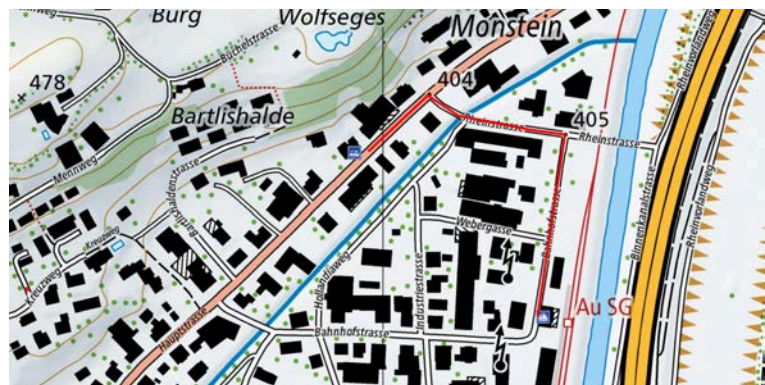 Burg
Wolfseges
Monstein
Mennweg
Büchelstrasse
478
404
Bartlishalde
Rheinstrasse
405
Rheinstrasse
Rheinvorlandweg
Mennweg
Bartlishaldenstrasse
Kreuzweg
Kreuzweg
Webergasse
Bahnhofstrasse
Binnenkanalstrasse
Rheinvorlandweg
Hollandiaweg
Industriestrasse
Hauptstrasse
Bahnhofstrasse
Au SG